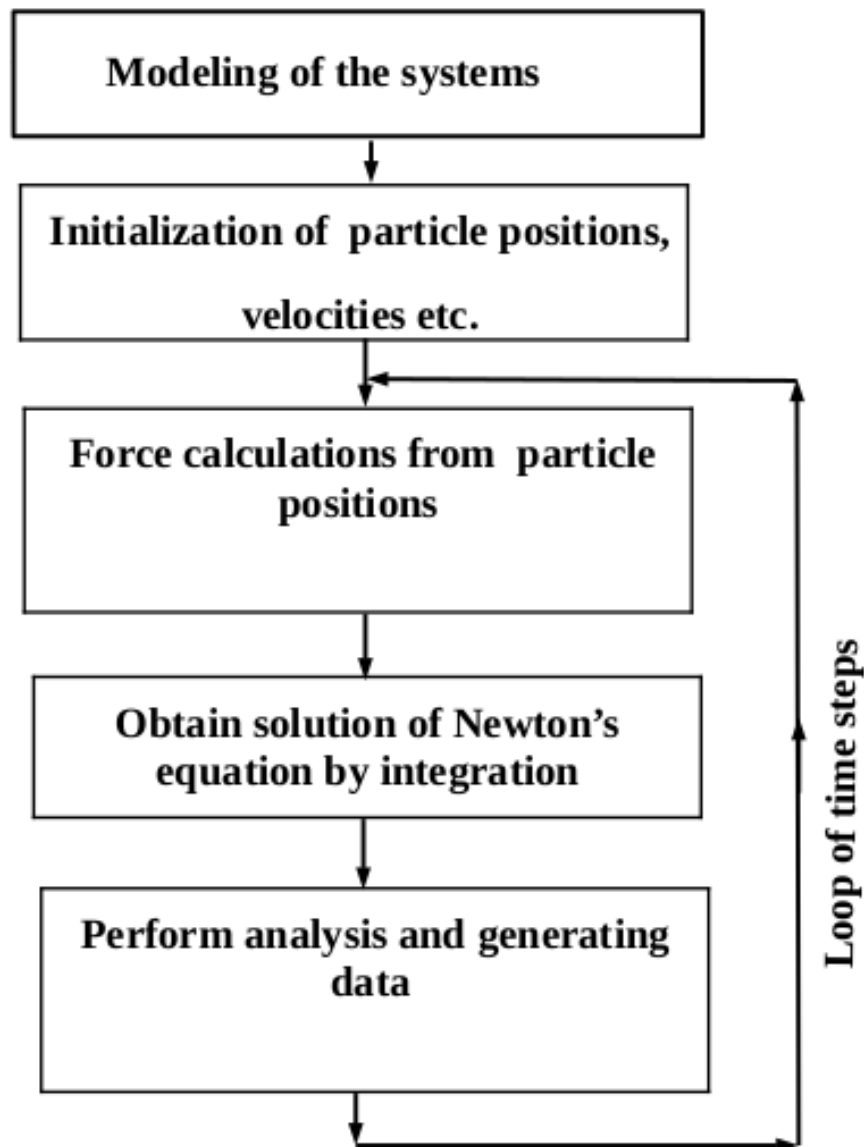 Modeling of the systems
Initialization of particle positions,
velocities etc.
Force calculations from particle
positions
Obtain solution of Newton’s
equation by integration
Perform analysis and generating
data
Loop of time steps